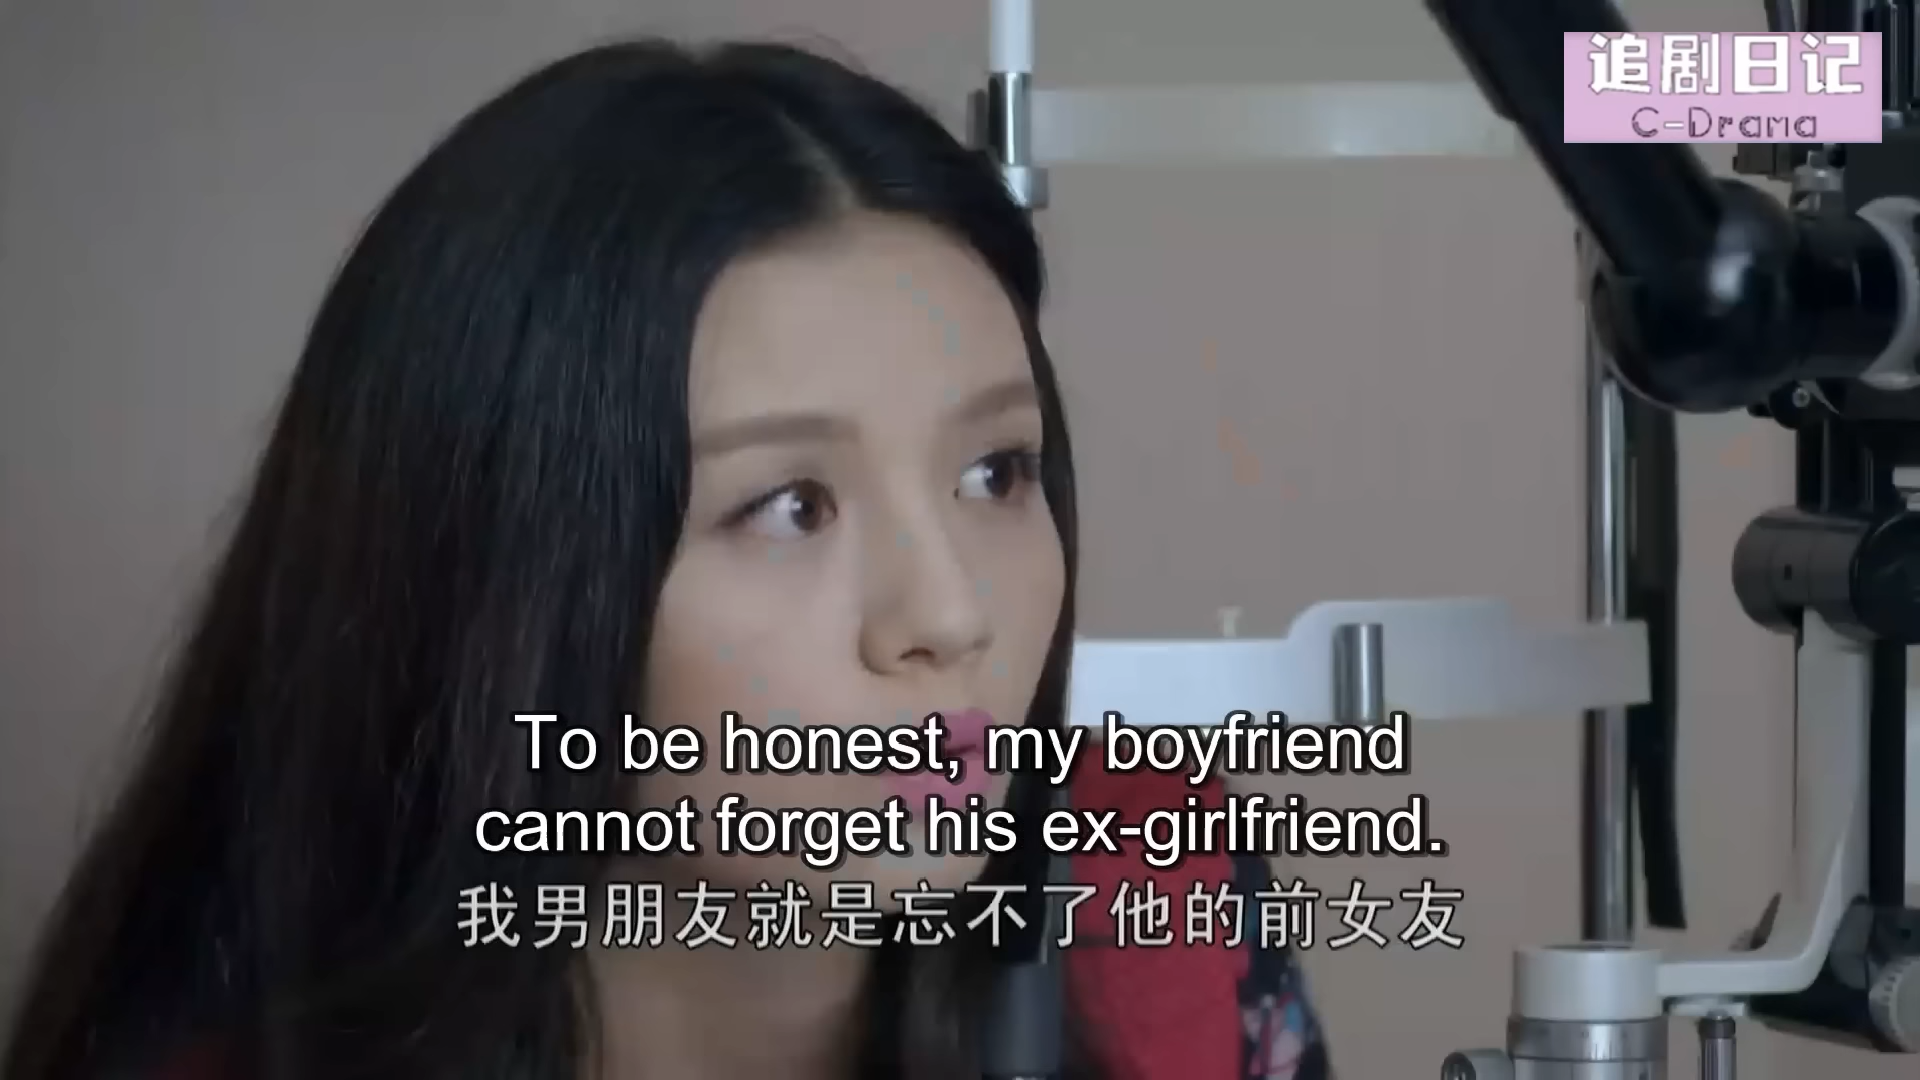 追剧日记
C-Drama
To be honest, my boyfriend
cannot forget his ex-girlfriend.
我男朋友就是忘不了他的前女友